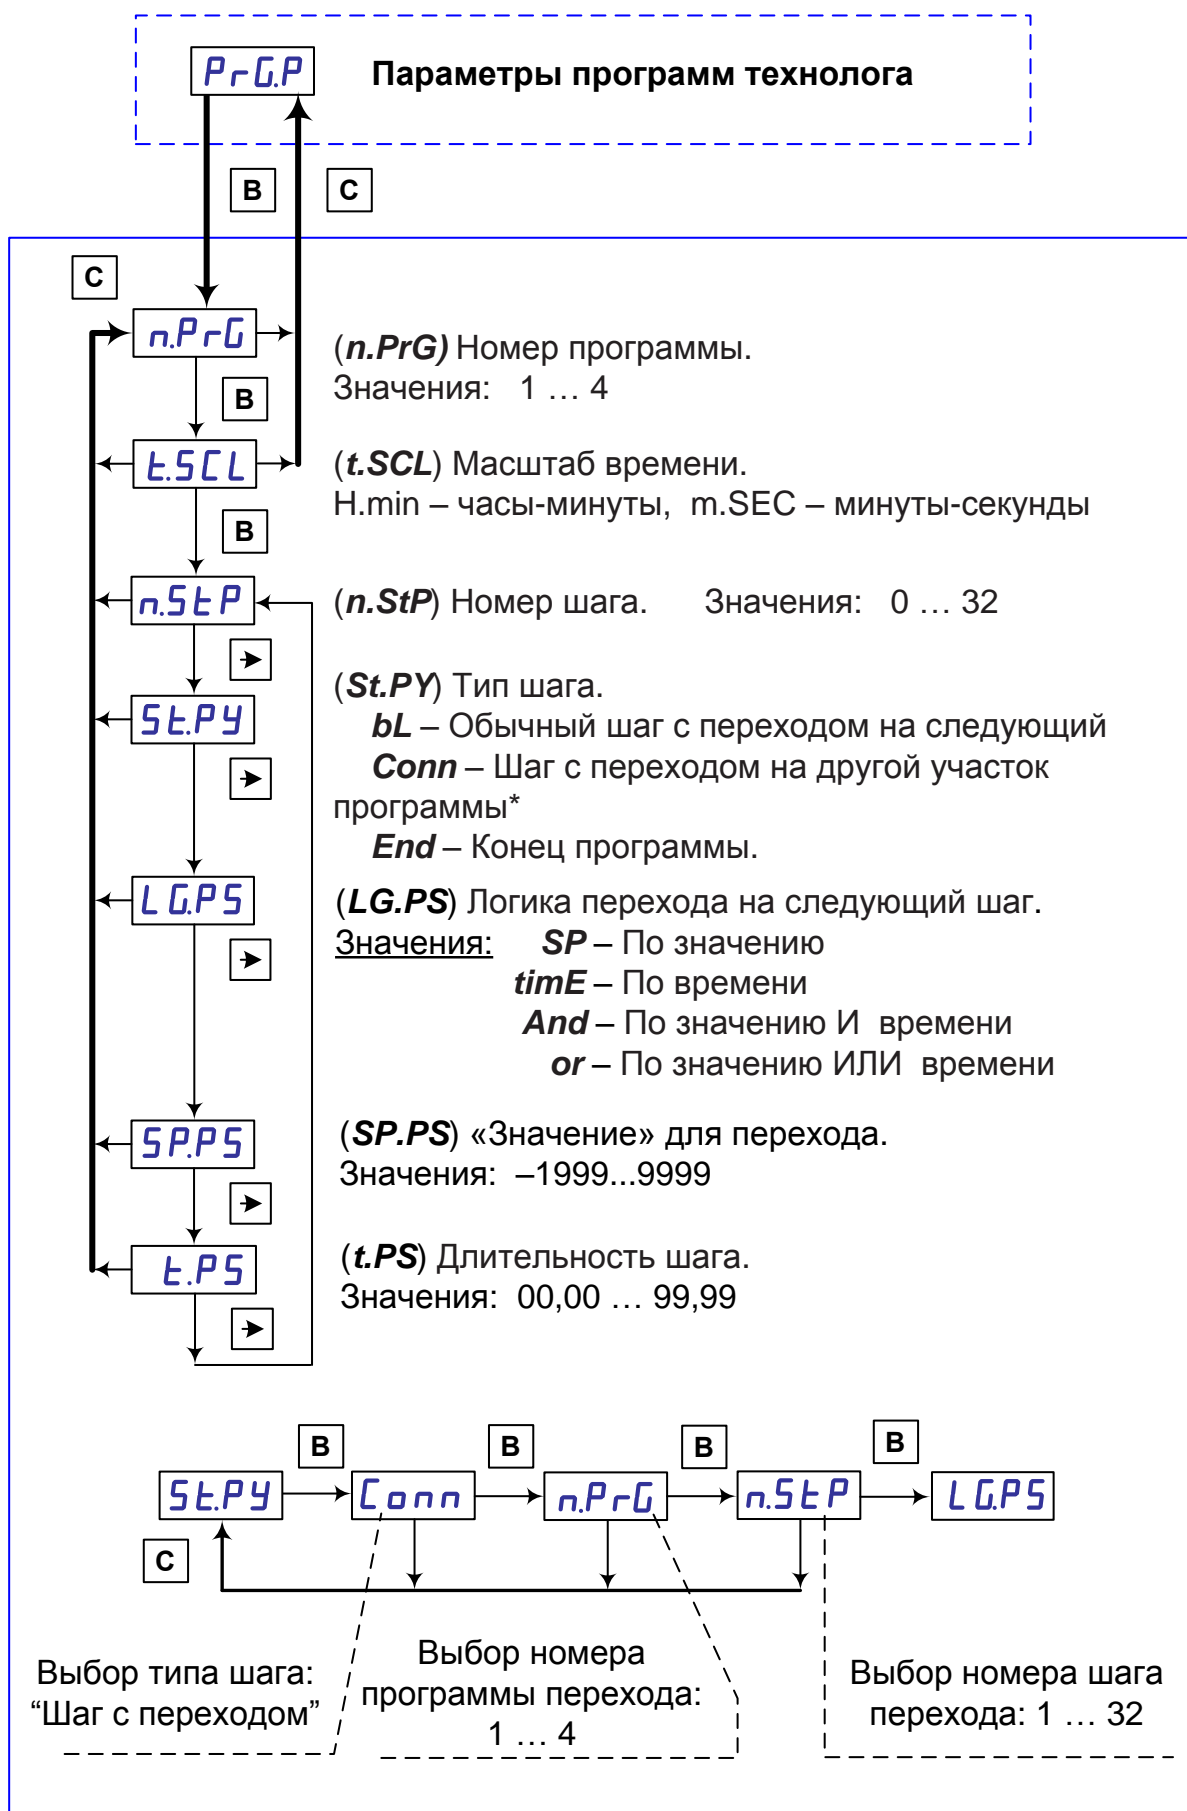 PrG.P Параметры программ технолога
B C
C
n.PrG
(n.PrG) Номер программы.
Значения: 1 … 4
B
t.SCL
(t.SCL) Масштаб времени.
H.min – часы-минуты, m.SEC – минуты-секунды
B
n.StP (n.StP) Номер шага. Значения: 0 … 32
St.PY
(St.PY) Тип шага.
bL – Обычный шаг с переходом на следующий
Conn – Шаг с переходом на другой участок
программы*
End – Конец программы.
LG.PS
(LG.PS) Логика перехода на следующий шаг.
Значения: SP – По значению
timE – По времени
And – По значению И времени
or – По значению ИЛИ времени
SP.PS
(SP.PS) «Значение» для перехода.
Значения: –1999...9999
t.PS
(t.PS) Длительность шага.
Значения: 00,00 … 99,99
B B B B
St.PY Conn n.PrG n.StP LG.PS
C
Выбор типа шага:
“Шаг с переходом”
Выбор номера
программы перехода:
1 … 4
Выбор номера шага
перехода: 1 … 32